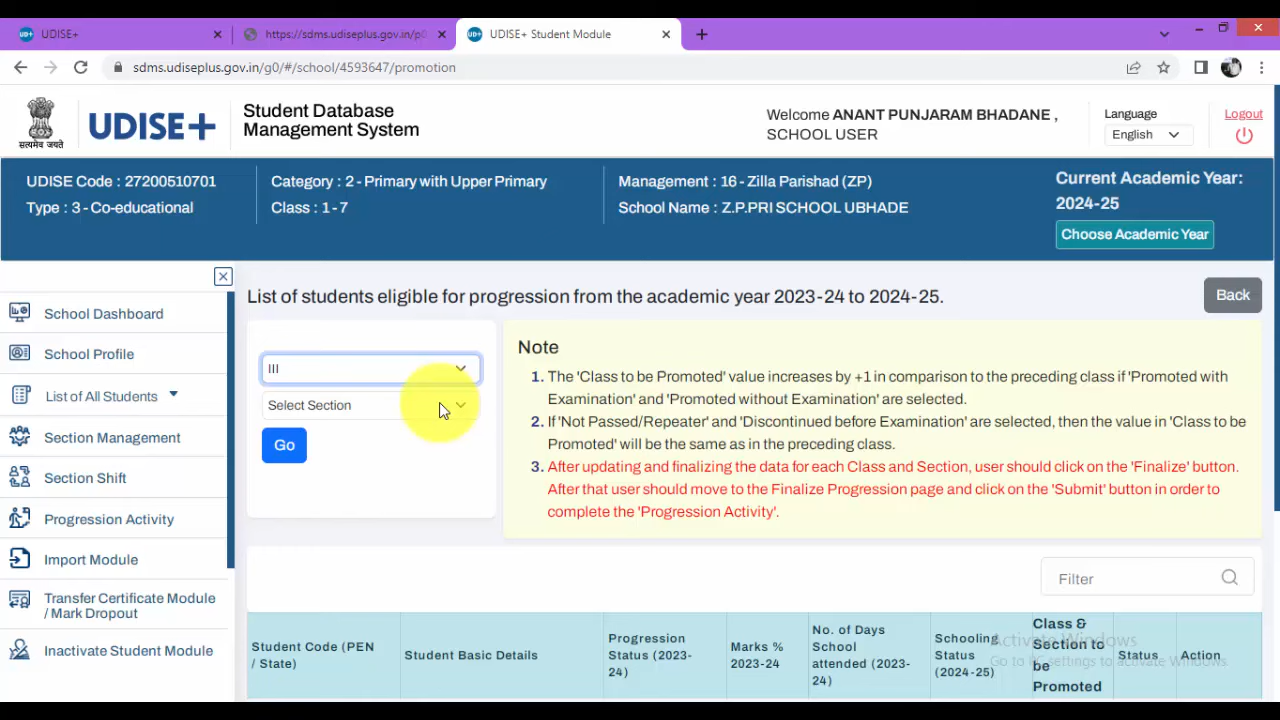 UDISE+
https://sdms.udiseplus.gov.in/p0
UDISE+ Student Module
sdms.udiseplus.gov.in/g0/#/school/4593647/promotion
सत्यमेव जयते
UDISE+
Student Database
Management System
Welcome ANANT PUNJARAM BHADANE ,
SCHOOL USER
Language
English
Logout
UDISE Code : 27200510701
Type : 3 - Co-educational
Category : 2 - Primary with Upper Primary
Class : 1 - 7
Management : 16 - Zilla Parishad (ZP)
School Name : Z.P.PRI SCHOOL UBHADE
Current Academic Year:
2024-25
Choose Academic Year
School Dashboard
School Profile
List of All Students
Section Management
Section Shift
Progression Activity
Import Module
Transfer Certificate Module
/ Mark Dropout
Inactivate Student Module
List of students eligible for progression from the academic year 2023-24 to 2024-25.
Back
III
Select Section
Go
Note
1. The 'Class to be Promoted' value increases by +1 in comparison to the preceding class if 'Promoted with
Examination' and 'Promoted without Examination' are selected.
2. If 'Not Passed/Repeater' and 'Discontinued before Examination' are selected, then the value in 'Class to be
Promoted' will be the same as in the preceding class.
3. After updating and finalizing the data for each Class and Section, user should click on the 'Finalize' button.
After that user should move to the Finalize Progression page and click on the 'Submit' button in order to
complete the 'Progression Activity'.
Filter
Student Code (PEN
/ State)
Student Basic Details
Progression
Status (2023-
24)
Marks %
2023-24
No. of Days
School
attended (2023-
24)
Schooling
Status
(2024-25)
Class &
Section to
be
Promoted
Status
Action
Activate Windows
Go to PC settings to activate Windows.